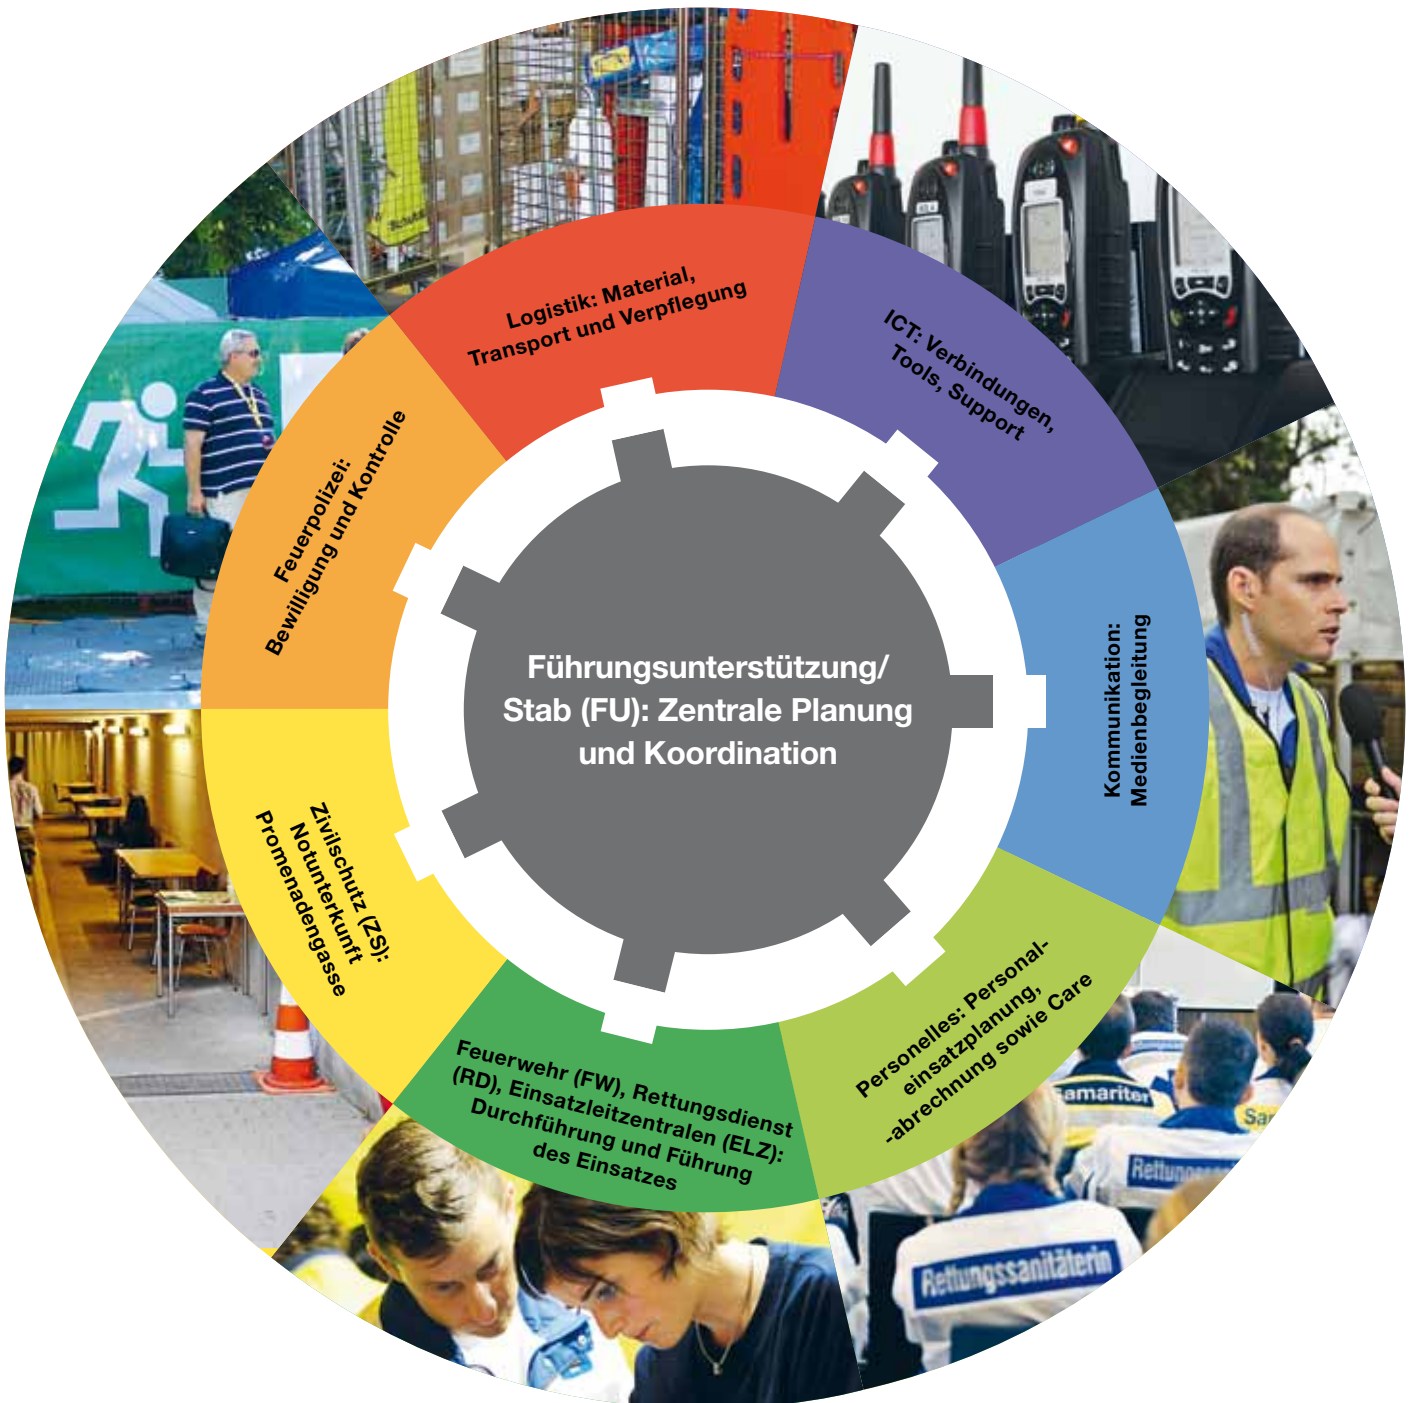 Logistik: Material,
Transport und Verpflegung
ICT: Verbindungen,
Tools, Support
Kommunikation:
Medienbegleitung
Personelles: Personal-
einsatzplanung,
-abrechnung sowie Care
Feuerwehr (FW), Rettungsdienst
(RD), Einsatzleitzentralen (ELZ):
Durchführung und Führung
des Einsatzes
Zivilschutz (ZS):
Notunterkunft
Promenadengasse
Feuerpolizei:
Bewilligung und Kontrolle
Führungsunterstützung/
Stab (FU): Zentrale Planung
und Koordination
amariter
Sa
Rettungss
Rettungssanitäterin